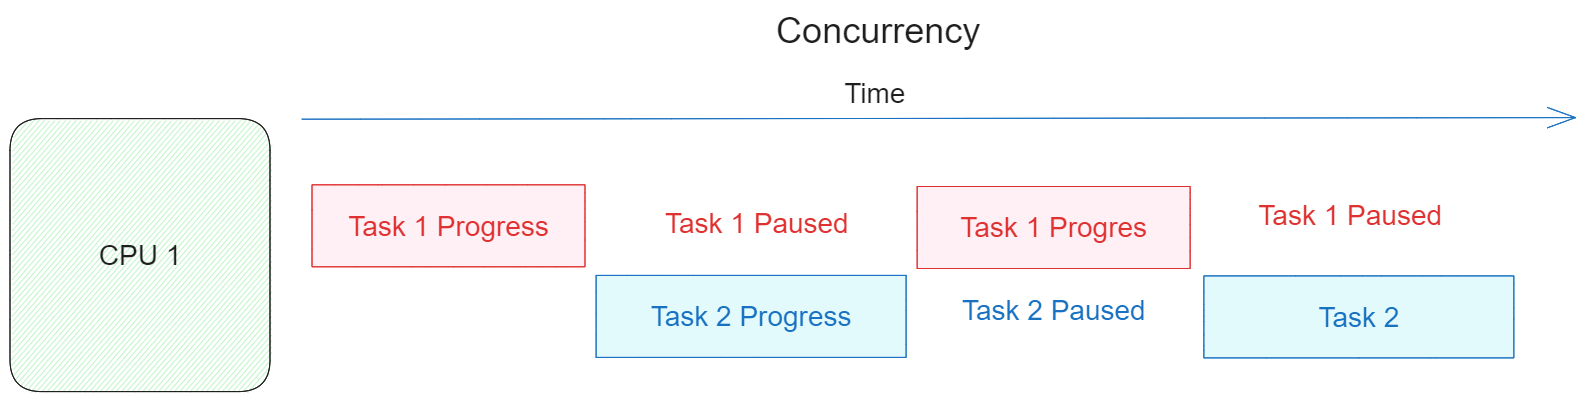 Concurrency
Time
CPU 1
Task 1 Progress
Task 1 Paused
Task 1 Progres
Task 1 Paused
Task 2 Progress
Task 2 Paused
Task 2